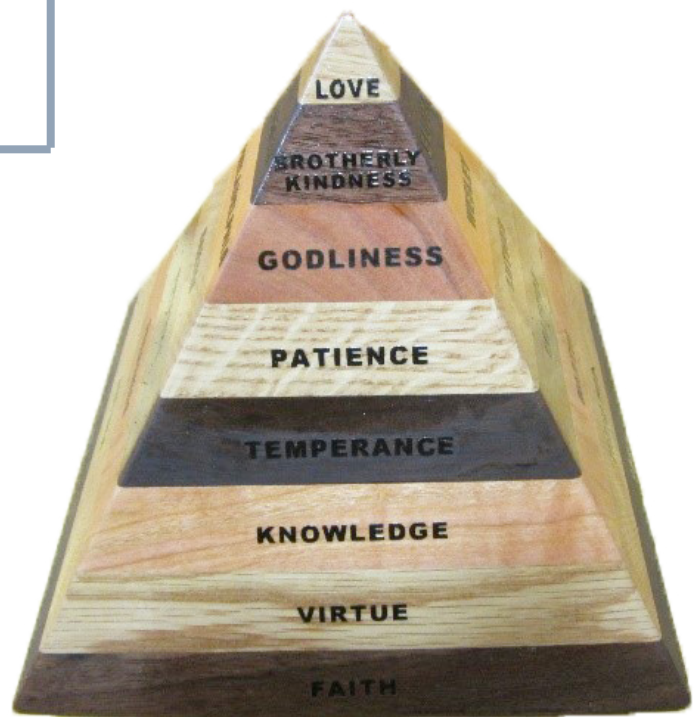 LOVE
BROTHERLY
KINDNESS
GODLINESS
PATIENCE
TEMPERANCE
KNOWLEDGE
VIRTUE
FAITH